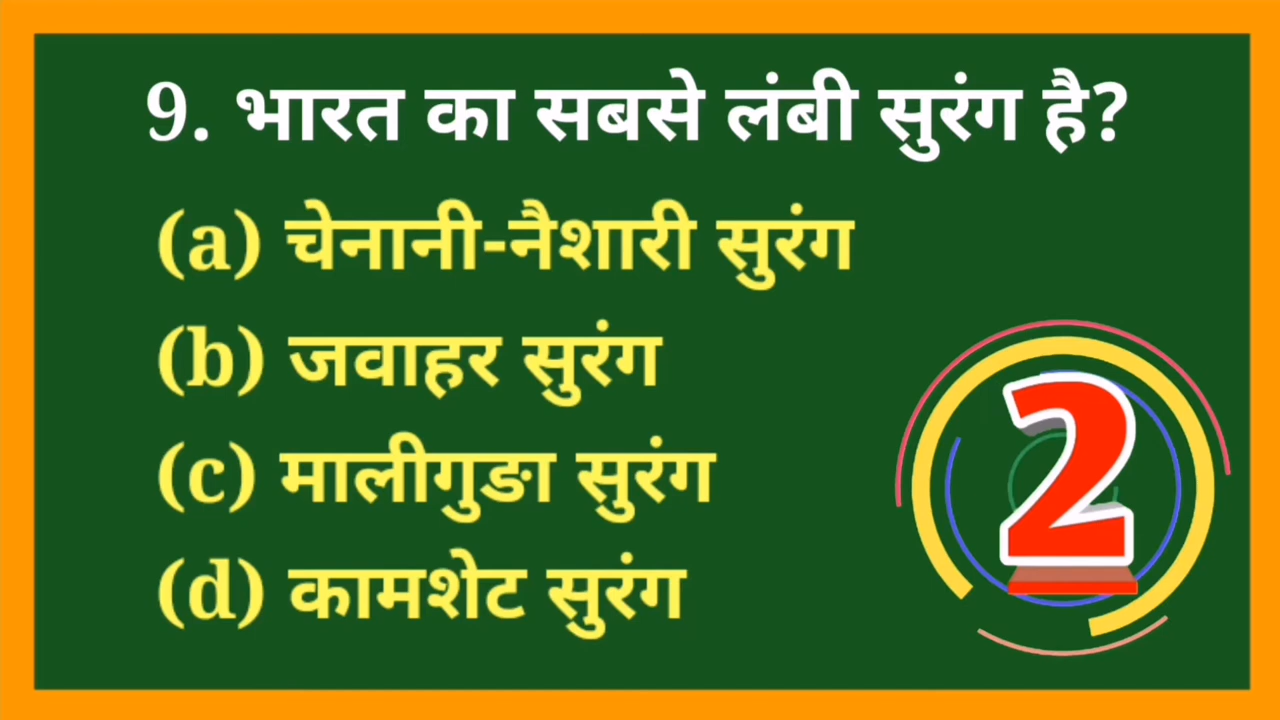 9. भारत का सबसे लंबी सुरंग है?
(a) चेनानी-नैशारी सुरंग
(b) जवाहर सुरंग
(c) मालीगुङा सुरंग
(d) कामशेट सुरंग
2